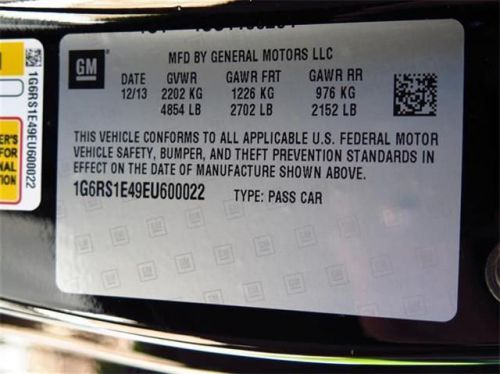 GM
MFD BY GENERAL MOTORS LLC
DATE GVWR GAWR FRT GAWR RR
12/13 2202 KG 1226 KG 976 KG
4854 LB 2702 LB 2152 LB
THIS VEHICLE CONFORMS TO ALL APPLICABLE U.S. FEDERAL MOTOR
VEHICLE SAFETY, BUMPER, AND THEFT PREVENTION STANDARDS IN
EFFECT ON THE DATE OF MANUFACTURE SHOWN ABOVE.
1G6RS1E49EU600022 TYPE: PASS CAR
1G6RS1E49EU600022
FOR